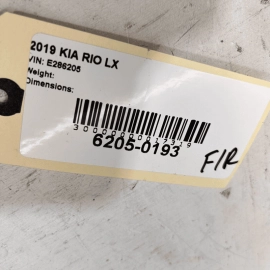 2019 KIA RIO LX
VIN: E286205
Weight:
Dimensions:
6205-0193
F/R